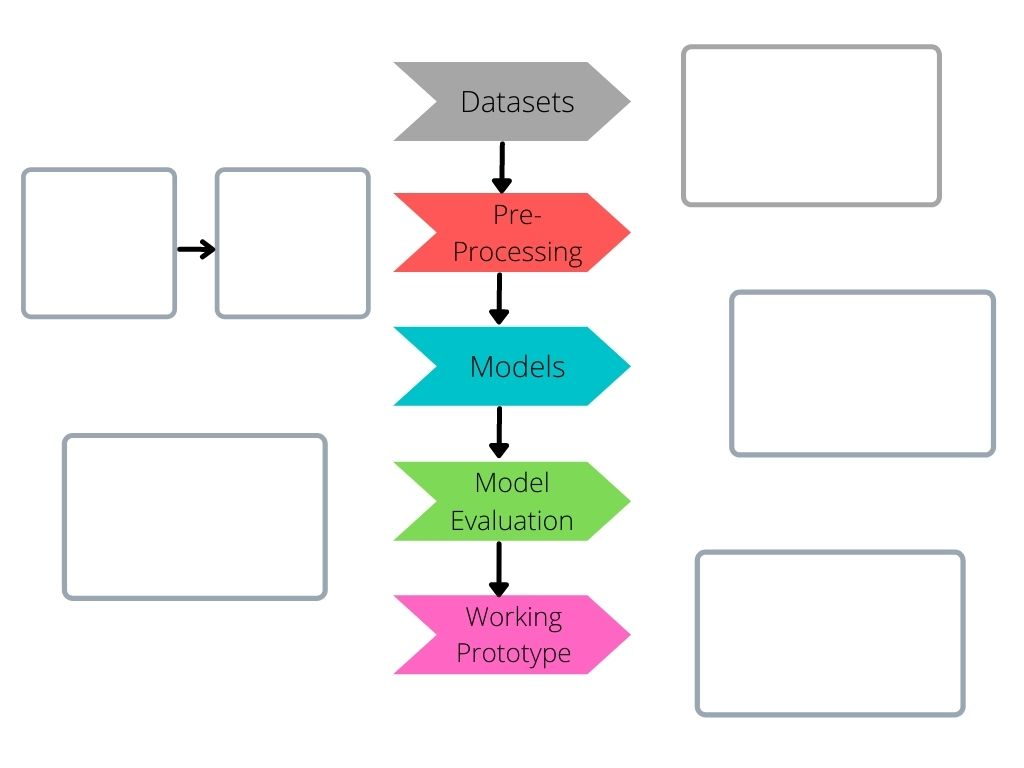 Datasets
Pre-
Processing
Models
Model
Evaluation
Working
Prototype